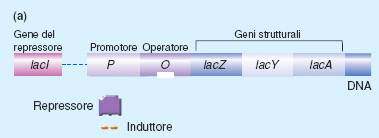 (a)
Geni strutturali
Gene del
repressore
Promotore Operatore
lacI P O lacZ lacY lacA
DNA
Repressore
Induttore